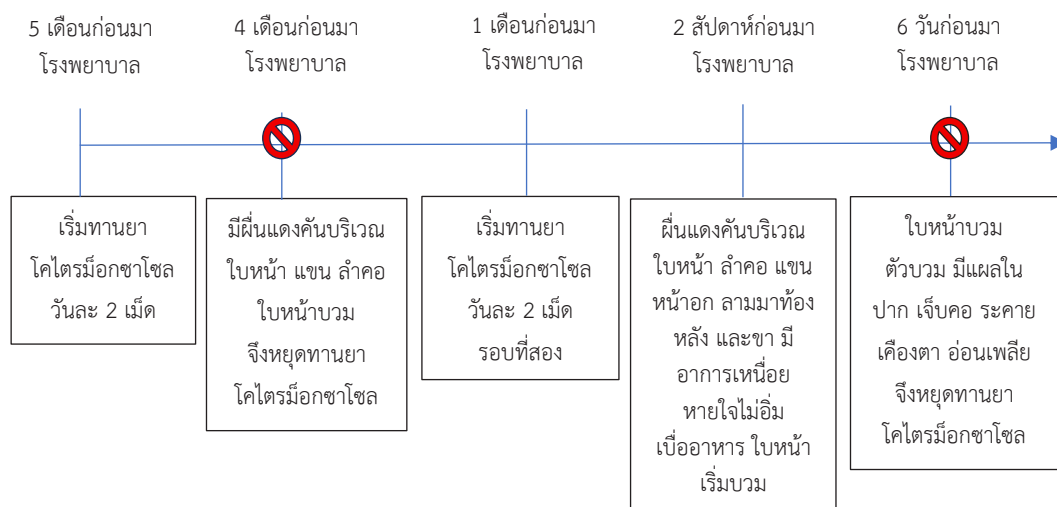 5 เดือนก่อนมา
โรงพยาบาล
4 เดือนก่อนมา
โรงพยาบาล
1 เดือนก่อนมา
โรงพยาบาล
2 สัปดาห์ก่อนมา
โรงพยาบาล
6 วันก่อนมา
โรงพยาบาล
เริ่มทานยา
โคไตรม็อกซาโซล
วันละ 2 เม็ด
มีผื่นแดงคันบริเวณ
ใบหน้า แขน ลำคอ
ใบหน้าบวม
จึงหยุดทานยา
โคไตรม็อกซาโซล
เริ่มทานยา
โคไตรม็อกซาโซล
วันละ 2 เม็ด
รอบที่สอง
ผื่นแดงคันบริเวณ
ใบหน้า ลำคอ แขน
หน้าอก ลามมาท้อง
หลัง และขา มี
อาการเหนื่อย
หายใจไม่อิ่ม
เบื่ออาหาร ใบหน้า
เริ่มบวม
ใบหน้าบวม
ตัวบวม มีแผลใน
ปาก เจ็บคอ ระคาย
เคืองตา อ่อนเพลีย
จึงหยุดทานยา
โคไตรม็อกซาโซล